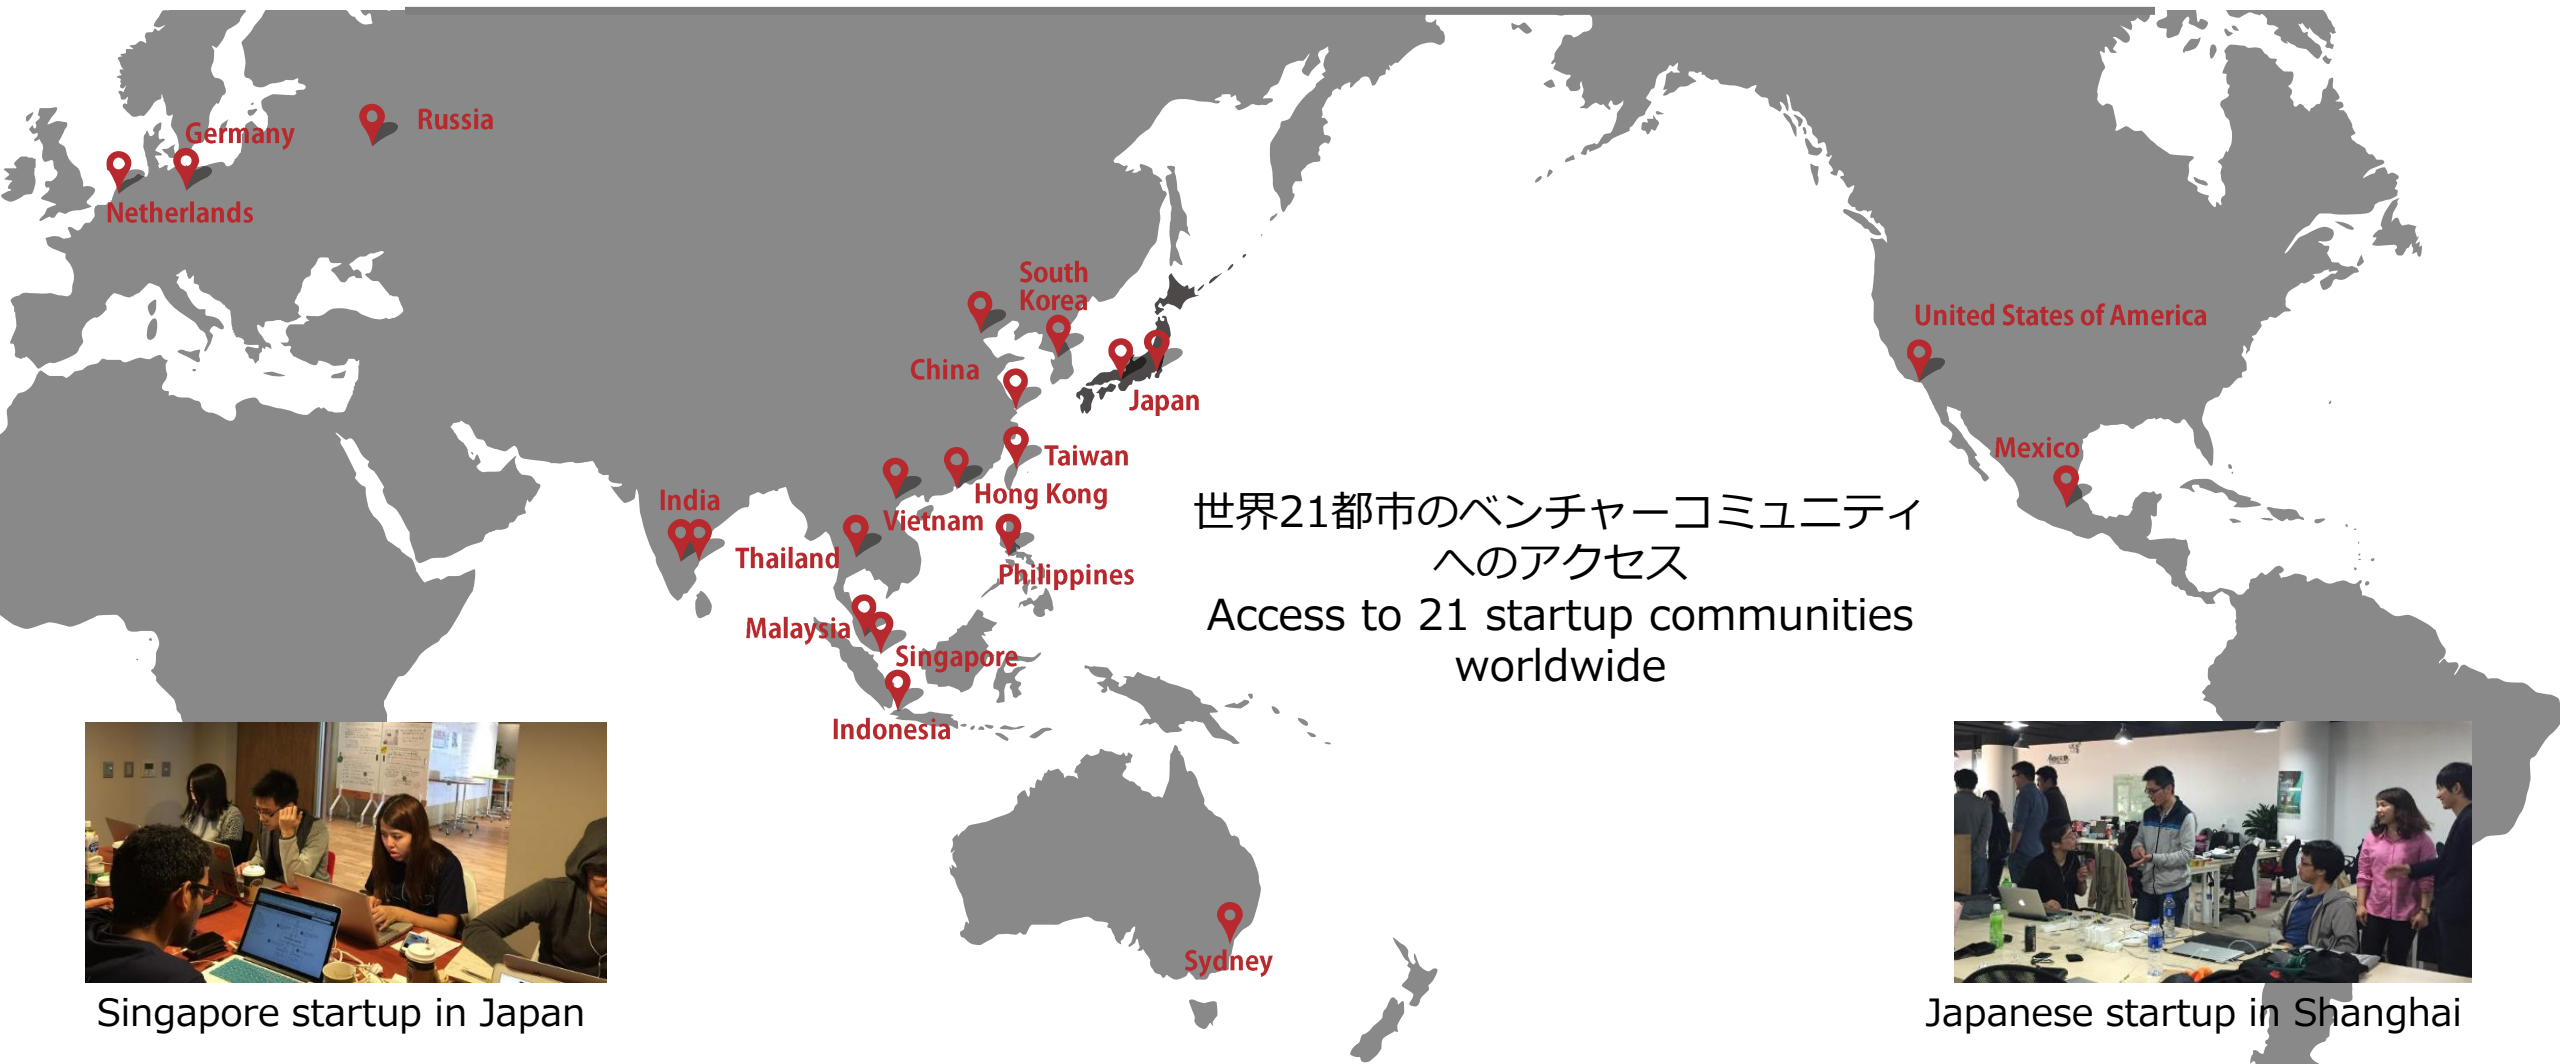 Russia
Germany
Netherlands
South
Korea
China
Japan
Taiwan
Hong Kong
India
Vietnam
Thailand
Philippines
Malaysia
Singapore
Indonesia
Sydney
United States of America
Mexico
世界21都市のベンチャーコミュニティ
へのアクセス
Access to 21 startup communities
worldwide
Singapore startup in Japan
Japanese startup in Shanghai